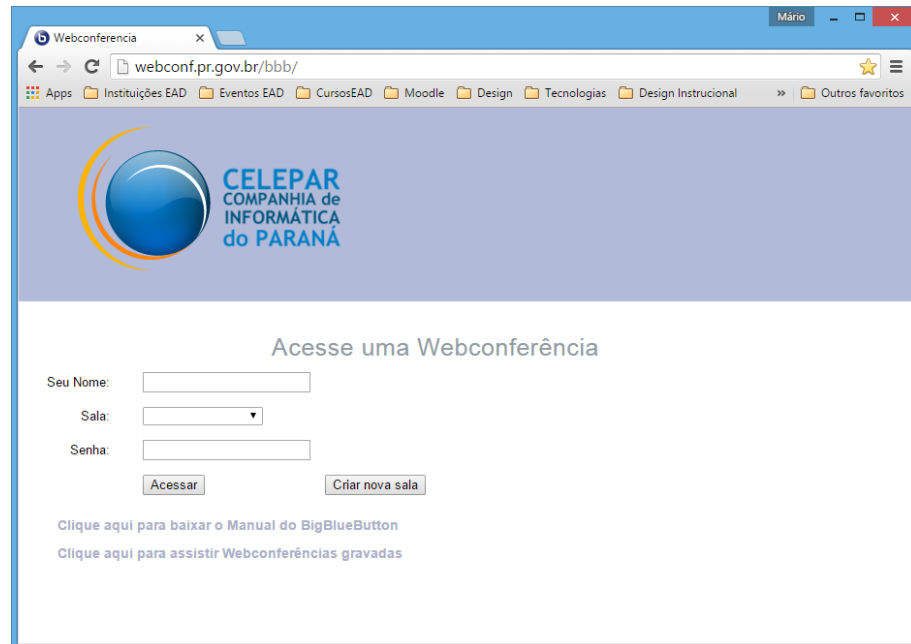 Mário
Webconferencia
webconf.pr.gov.br/bbb/
Apps Instituições EAD Eventos EAD CursosEAD Moodle Design Tecnologias Design Instrucional » Outros favoritos
CELEPAR
COMPANHIA de
INFORMÁTICA
do PARANÁ
Acesse uma Webconferência
Seu Nome:
Sala:
Senha:
Acessar Criar nova sala
Clique aqui para baixar o Manual do BigBlueButton
Clique aqui para assistir Webconferências gravadas